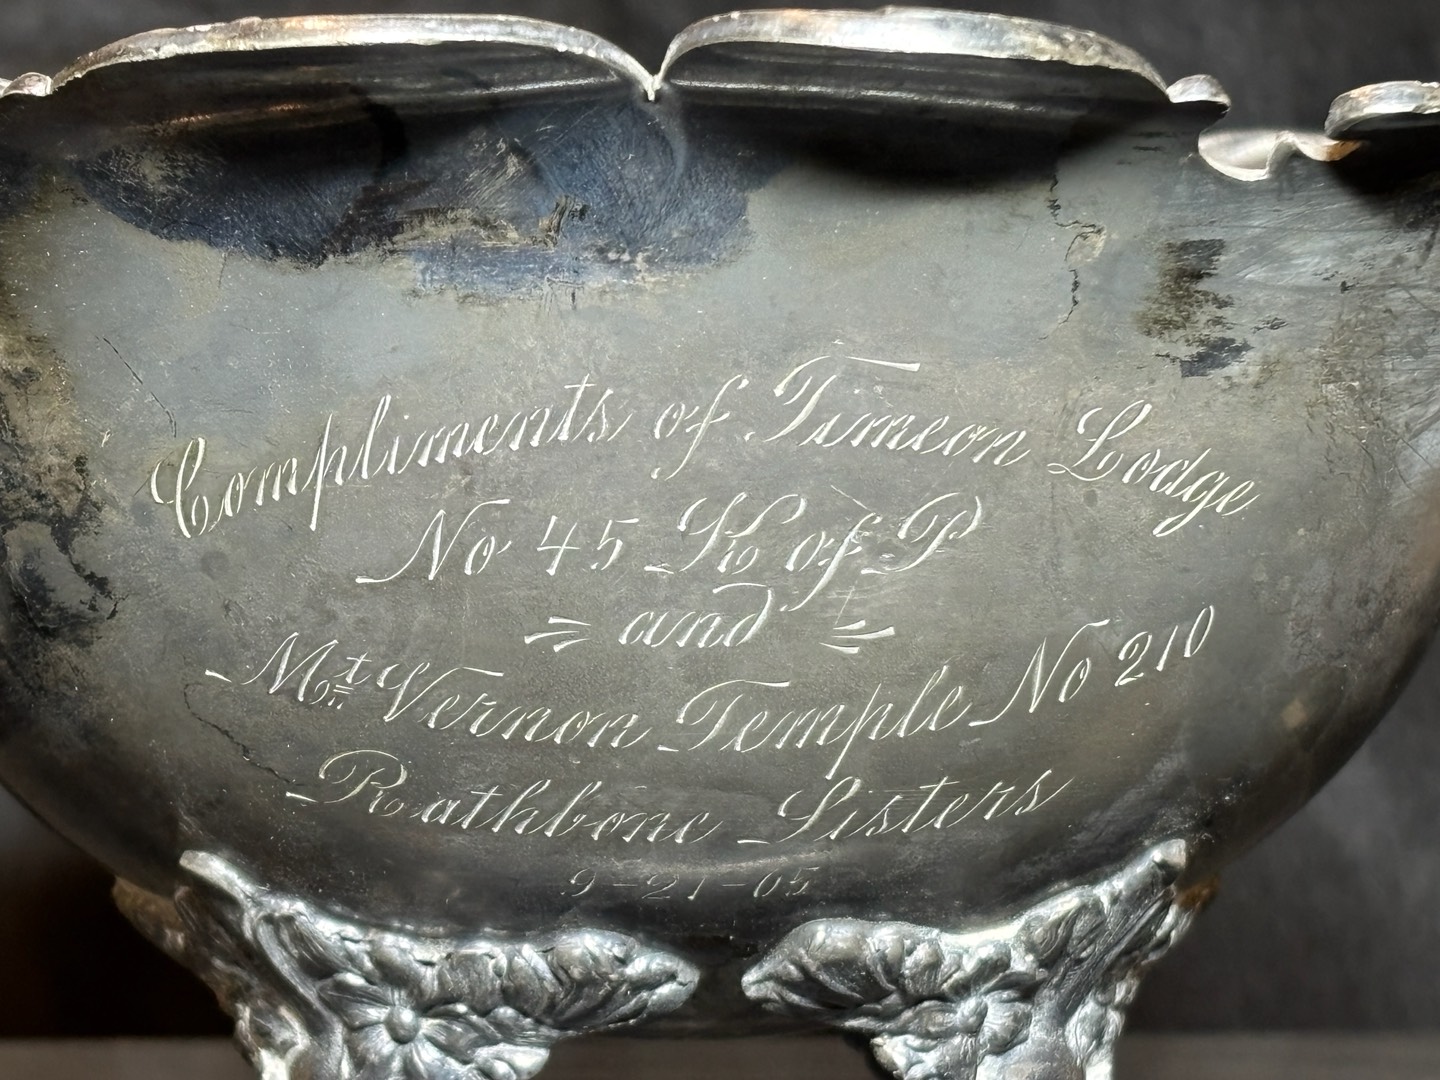 Compliments of Timeon Lodge
No 45 K of P
and
Mt Vernon Temple No 210
Rathbone Sisters
9-21-05